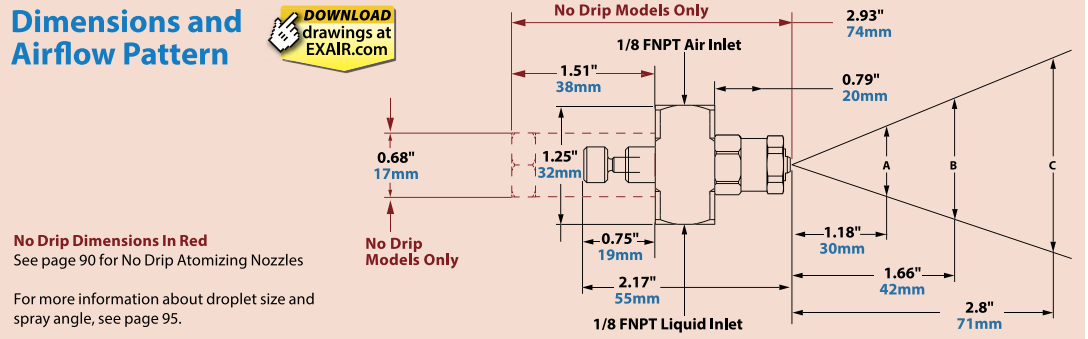 Dimensions and
Airflow Pattern
DOWNLOAD
drawings at
EXAIR.com
No Drip Models Only
2.93"
74mm
1/8 FNPT Air Inlet
1.51"
38mm
0.79"
20mm
0.68"
17mm
1.25"
32mm
A
B
C
No Drip Dimensions In Red
See page 90 for No Drip Atomizing Nozzles
No Drip
Models Only
0.75"
19mm
1.18"
30mm
1.66"
42mm
2.17"
55mm
2.8"
71mm
For more information about droplet size and
spray angle, see page 95.
1/8 FNPT Liquid Inlet